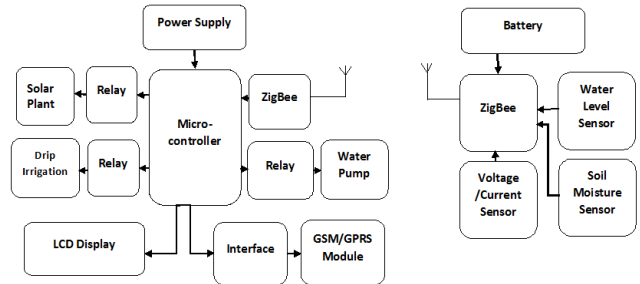 Power Supply
Battery
Solar
Plant
Relay
ZigBee
Micro-
controller
Drip
Irrigation
Relay
Relay
Water
Pump
LCD Display
Interface
GSM/GPRS
Module
ZigBee
Water
Level
Sensor
Voltage
/Current
Sensor
Soil
Moisture
Sensor